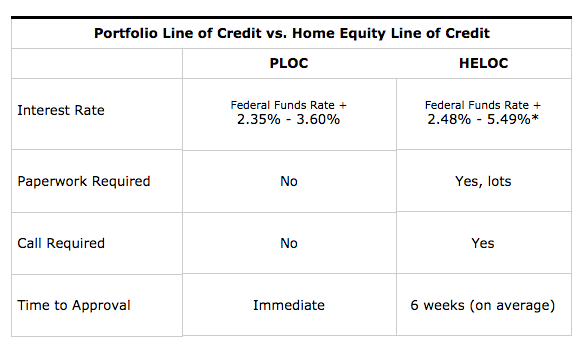 Portfolio Line of Credit vs. Home Equity Line of Credit
PLOC HELOC
Interest Rate
Federal Funds Rate + Federal Funds Rate +
2.35% - 3.60% 2.48% - 5.49%*
Paperwork Required No Yes, lots
Call Required No Yes
Time to Approval Immediate 6 weeks (on average)